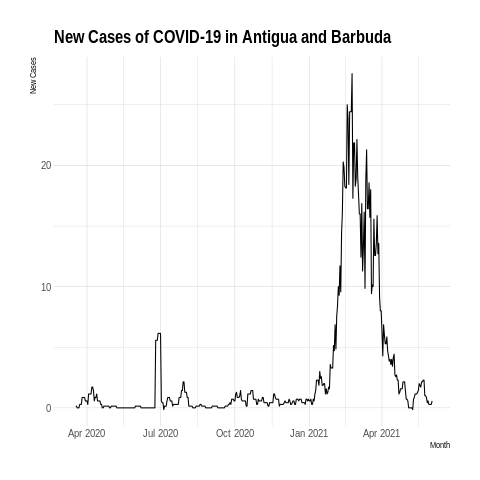 New Cases of COVID-19 in Antigua and Barbuda
New Cases
20
10
0
Apr 2020 Jul 2020 Oct 2020 Jan 2021 Apr 2021
Month